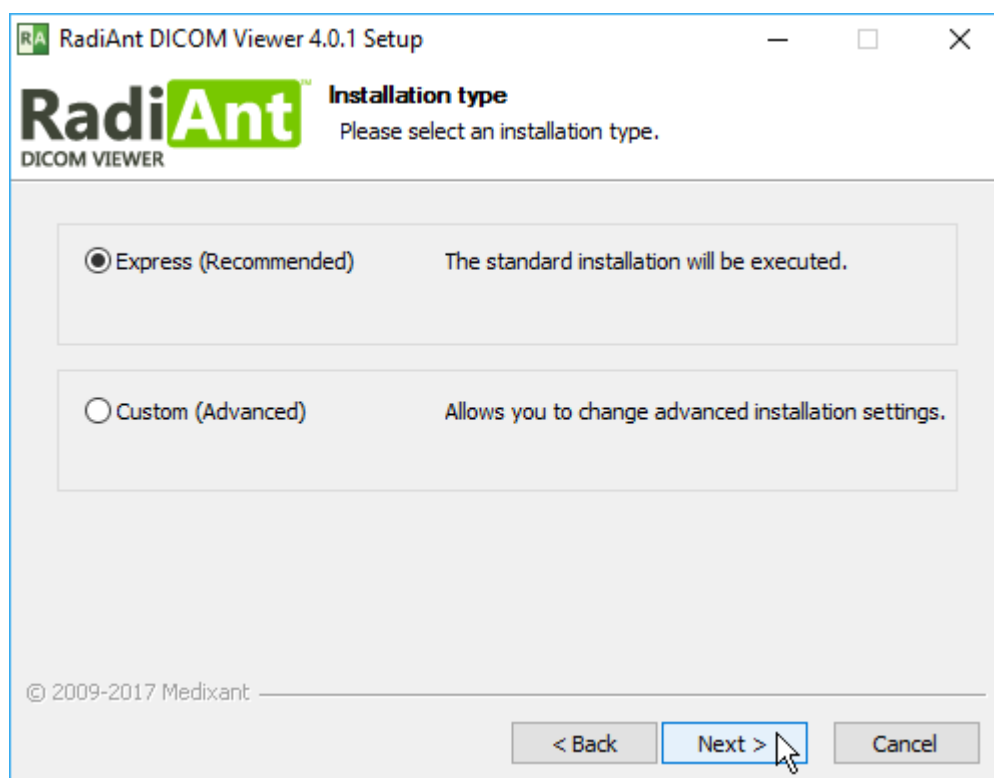 RA RadiAnt DICOM Viewer 4.0.1 Setup
RadiAnt™
DICOM VIEWER
Installation type
Please select an installation type.
Express (Recommended) The standard installation will be executed.
Custom (Advanced) Allows you to change advanced installation settings.
© 2009-2017 Medixant
< Back Next > Cancel